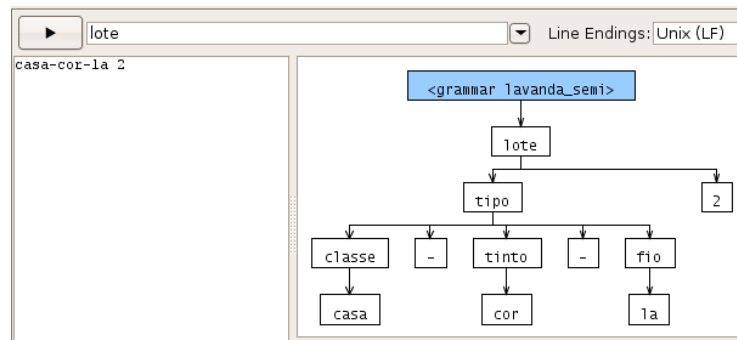 lote Line Endings: Unix (LF)
casa-cor-la 2
<grammar lavanda_semi>
lote
tipo 2
classe - tinto - fio
casa cor la